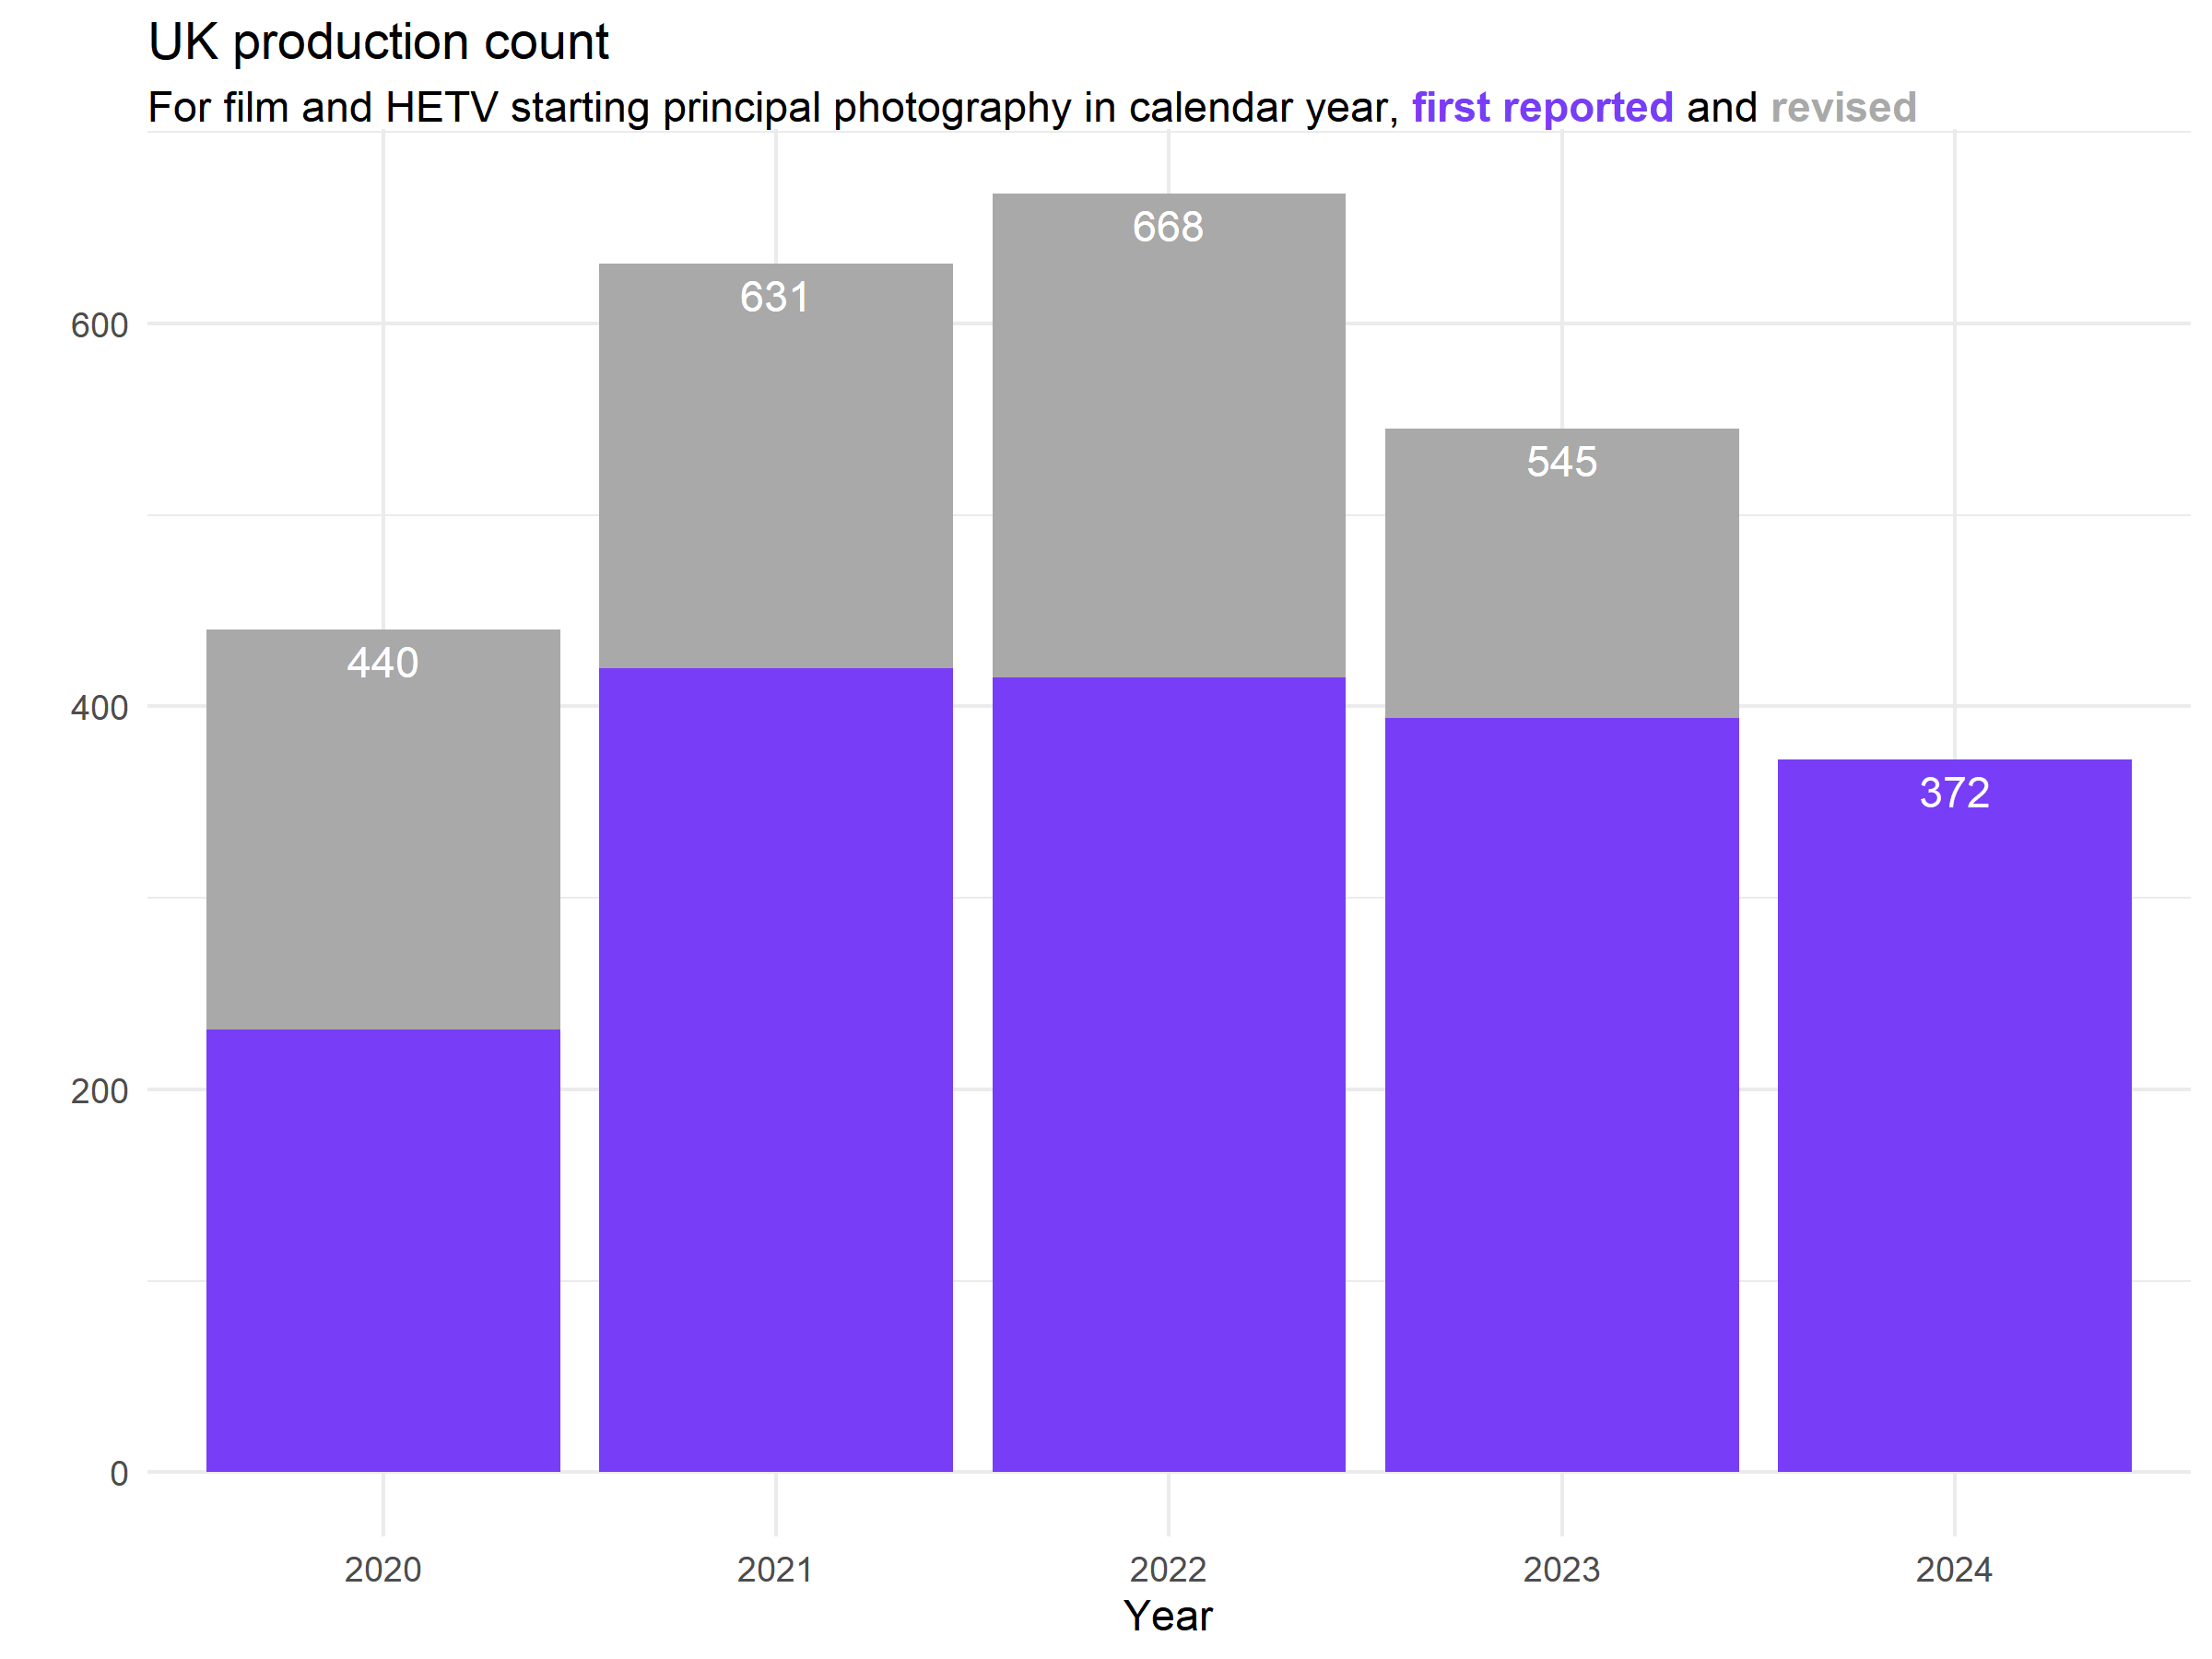 UK production count
For film and HETV starting principal photography in calendar year, first reported and revised
668
631
600
545
440
400
372
200
0
2020 2021 2022 2023 2024
Year